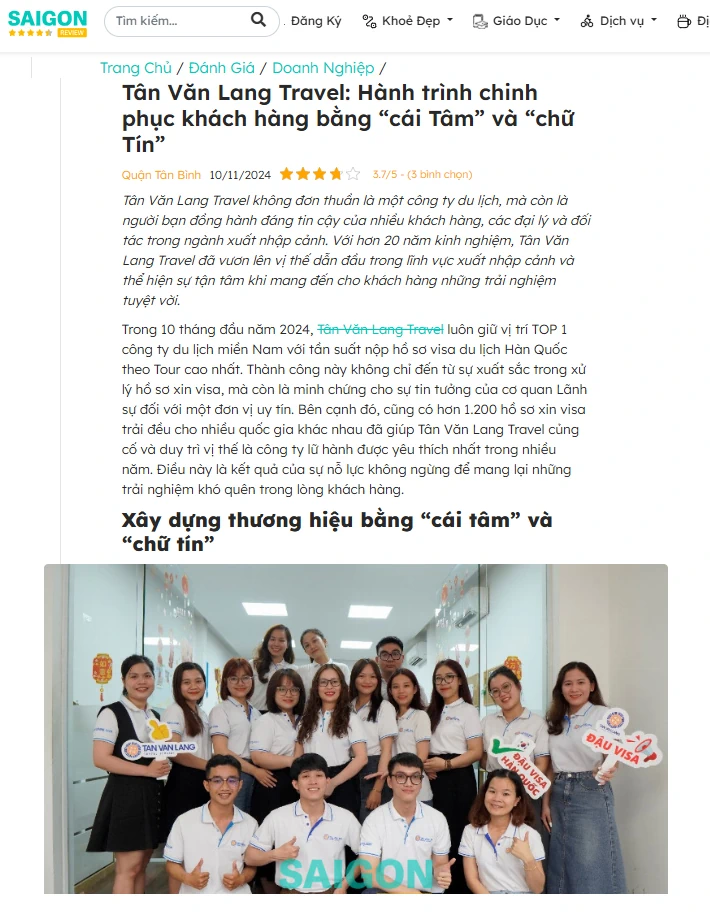 SAIGON
REVIEW
Tìm kiếm...
. Đăng Ký
Khoẻ Đẹp
Giáo Dục
Dịch vụ
Đị
Trang Chủ / Đánh Giá / Doanh Nghiệp /
Tân Văn Lang Travel: Hành trình chinh
phục khách hàng bằng “cái Tâm” và “chữ
Tín”
Quận Tân Bình 10/11/2024 3.7/5 - (3 bình chọn)
Tân Văn Lang Travel không đơn thuần là một công ty du lịch, mà còn là
người bạn đồng hành đáng tin cậy của nhiều khách hàng, các đại lý và đối
tác trong ngành xuất nhập cảnh. Với hơn 20 năm kinh nghiệm, Tân Văn
Lang Travel đã vươn lên vị thế dẫn đầu trong lĩnh vực xuất nhập cảnh và
thể hiện sự tận tâm khi mang đến cho khách hàng những trải nghiệm
tuyệt vời.
Trong 10 tháng đầu năm 2024, Tân Văn Lang Travel luôn giữ vị trí TOP 1
công ty du lịch miền Nam với tần suất nộp hồ sơ visa du lịch Hàn Quốc
theo Tour cao nhất. Thành công này không chỉ đến từ sự xuất sắc trong xử
lý hồ sơ xin visa, mà còn là minh chứng cho sự tin tưởng của cơ quan Lãnh
sự đối với một đơn vị uy tín. Bên cạnh đó, cũng có hơn 1.200 hồ sơ xin visa
trải đều cho nhiều quốc gia khác nhau đã giúp Tân Văn Lang Travel củng
cố và duy trì vị thế là công ty lữ hành được yêu thích nhất trong nhiều
năm. Điều này là kết quả của sự nỗ lực không ngừng để mang lại những
trải nghiệm khó quên trong lòng khách hàng.
Xây dựng thương hiệu bằng “cái tâm” và
“chữ tín”
TAN VAN LANG
ĐẬU VISA
HÀN QUỐC
ĐẬU VISA
SAIGON